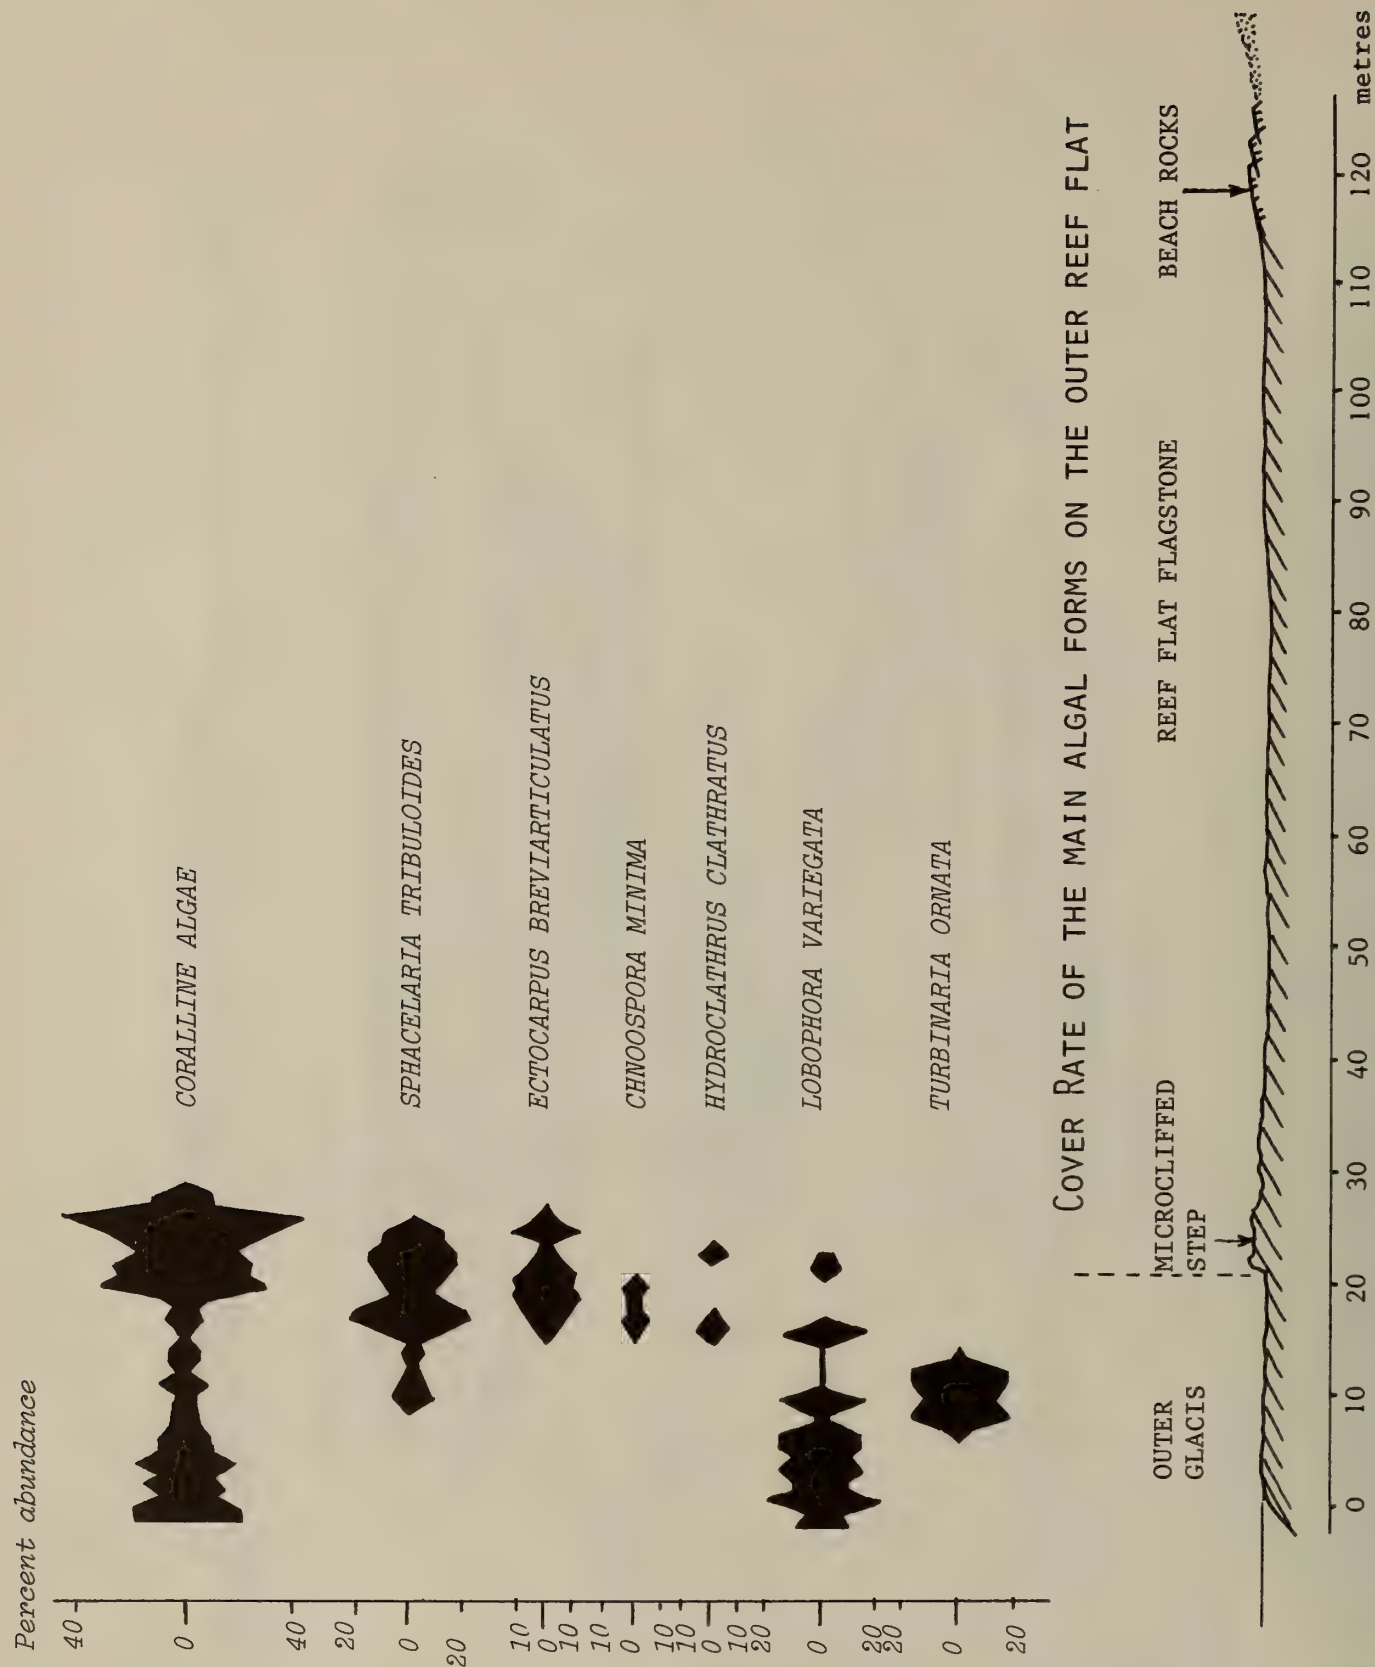 Percent abundance
40
0
40
20
0
20
10
0
10
10
0
10
10
0
10
20
0
20
20
0
20
CORALLINE ALGAE
SPHACELARIA TRIBULOIDES
ECTOCARPUS BREVIARTICULATUS
CHNOOSPORA MINIMA
HYDROCLATHRUS CLATHRATUS
LOBOPHORA VARIEGATA
TURBINARIA ORNATA
COVER RATE OF THE MAIN ALGAL FORMS ON THE OUTER REEF FLAT
OUTER
GLACIS
MICROCLIFFED
STEP
REEF FLAT FLAGSTONE
BEACH ROCKS
0 10 20 30 40 50 60 70 80 90 100 110 120 metres